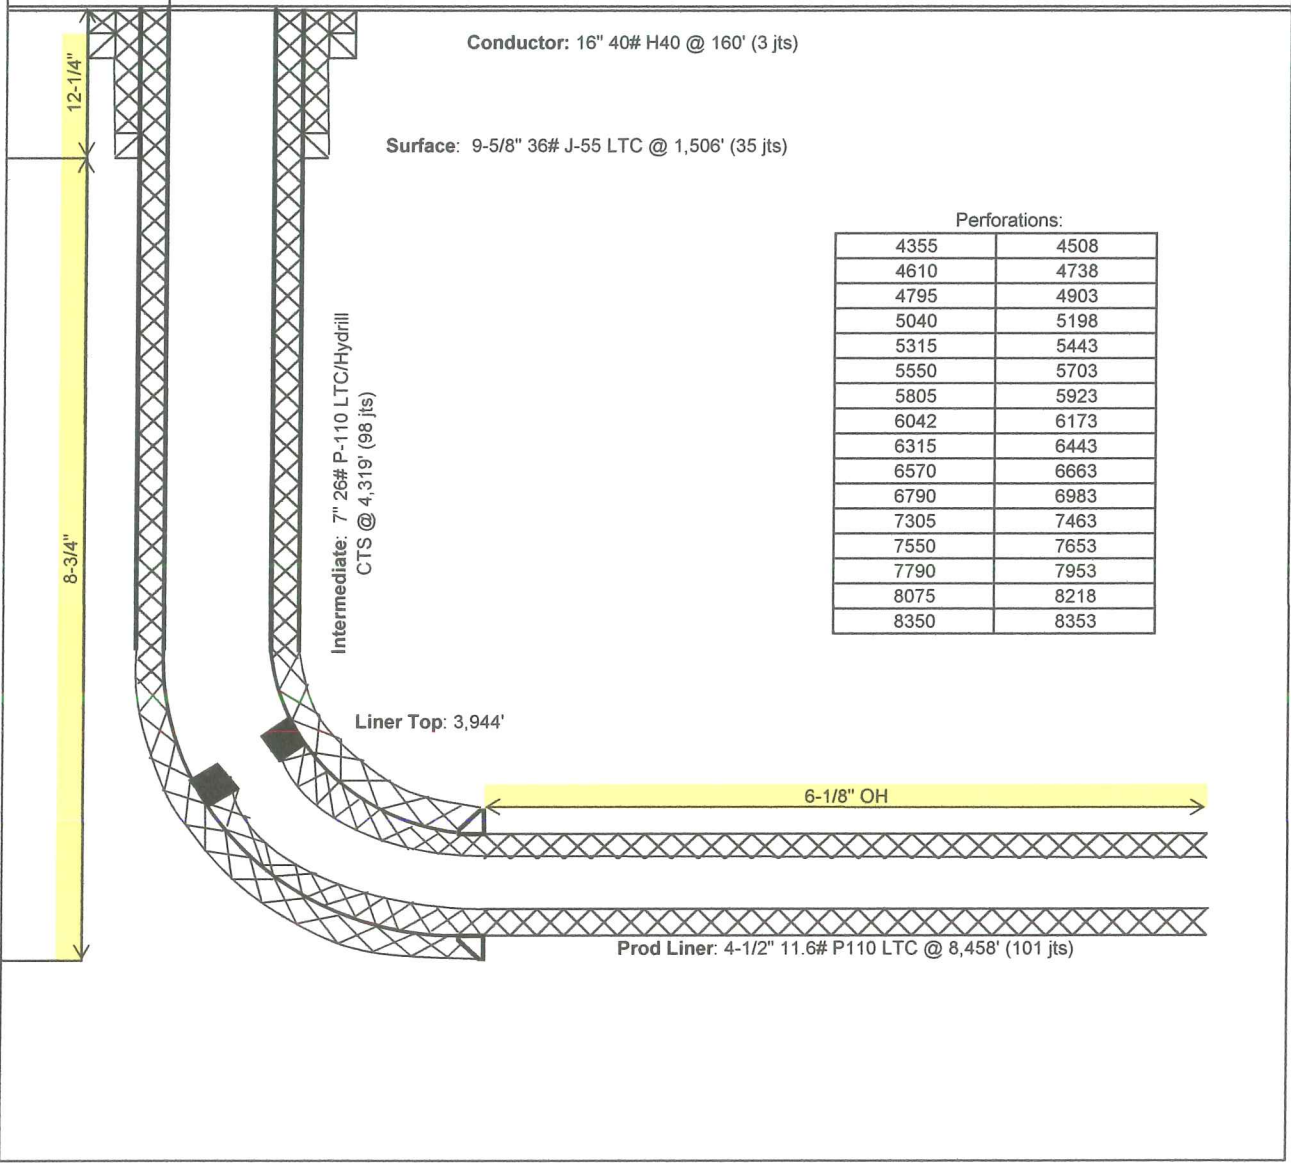 12-1/4"
Conductor: 16" 40# H40 @ 160' (3 jts)
Surface: 9-5/8" 36# J-55 LTC @ 1,506' (35 jts)
Perforations:
4355 4508
4610 4738
4795 4903
5040 5198
5315 5443
5550 5703
5805 5923
6042 6173
6315 6443
6570 6663
6790 6983
7305 7463
7550 7653
7790 7953
8075 8218
8350 8353
Intermediate: 7" 26# P-110 LTC/Hydrill
CTS @ 4,319' (98 jts)
8-3/4"
Liner Top: 3,944'
6-1/8" OH
Prod Liner: 4-1/2" 11.6# P110 LTC @ 8,458' (101 jts)